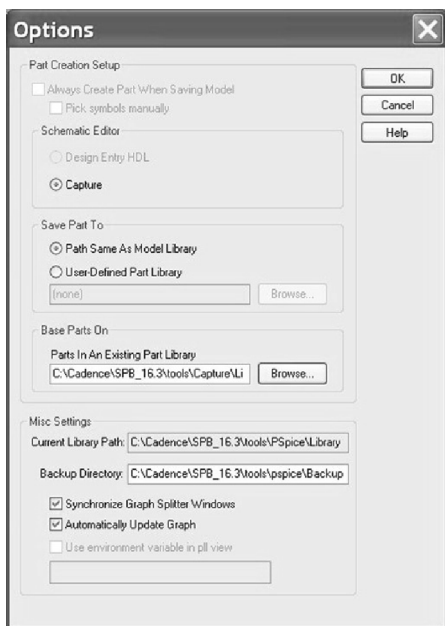 Options
Part Creation Setup
Always Create Part When Saving Model
Pick symbols manually
Schematic Editor
Design Entry HDL
Capture
Save Part To
Path Same As Model Library
User-Defined Part Library
(none)
Browse...
Base Parts On
Parts In An Existing Part Library
C:\Cadence\SPB_16.3\tools\Capture\Li
Browse...
Misc Settings
Current Library Path: C:\Cadence\SPB_16.3\tools\PSpice\Library
Backup Directory: C:\Cadence\SPB_16.3\tools\pspice\Backup
Synchronize Graph Splitter Windows
Automatically Update Graph
Use environment variable in pll view
OK
Cancel
Help